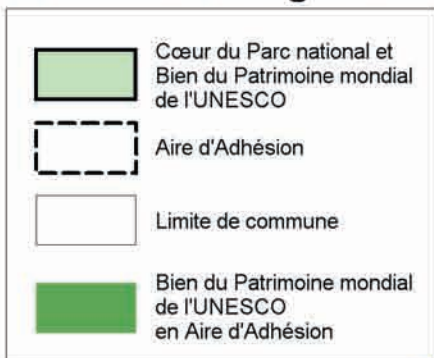 Cœur du Parc national et
Bien du Patrimoine mondial
de l'UNESCO
Aire d'Adhésion
Limite de commune
Bien du Patrimoine mondial
de l'UNESCO
en Aire d'Adhésion